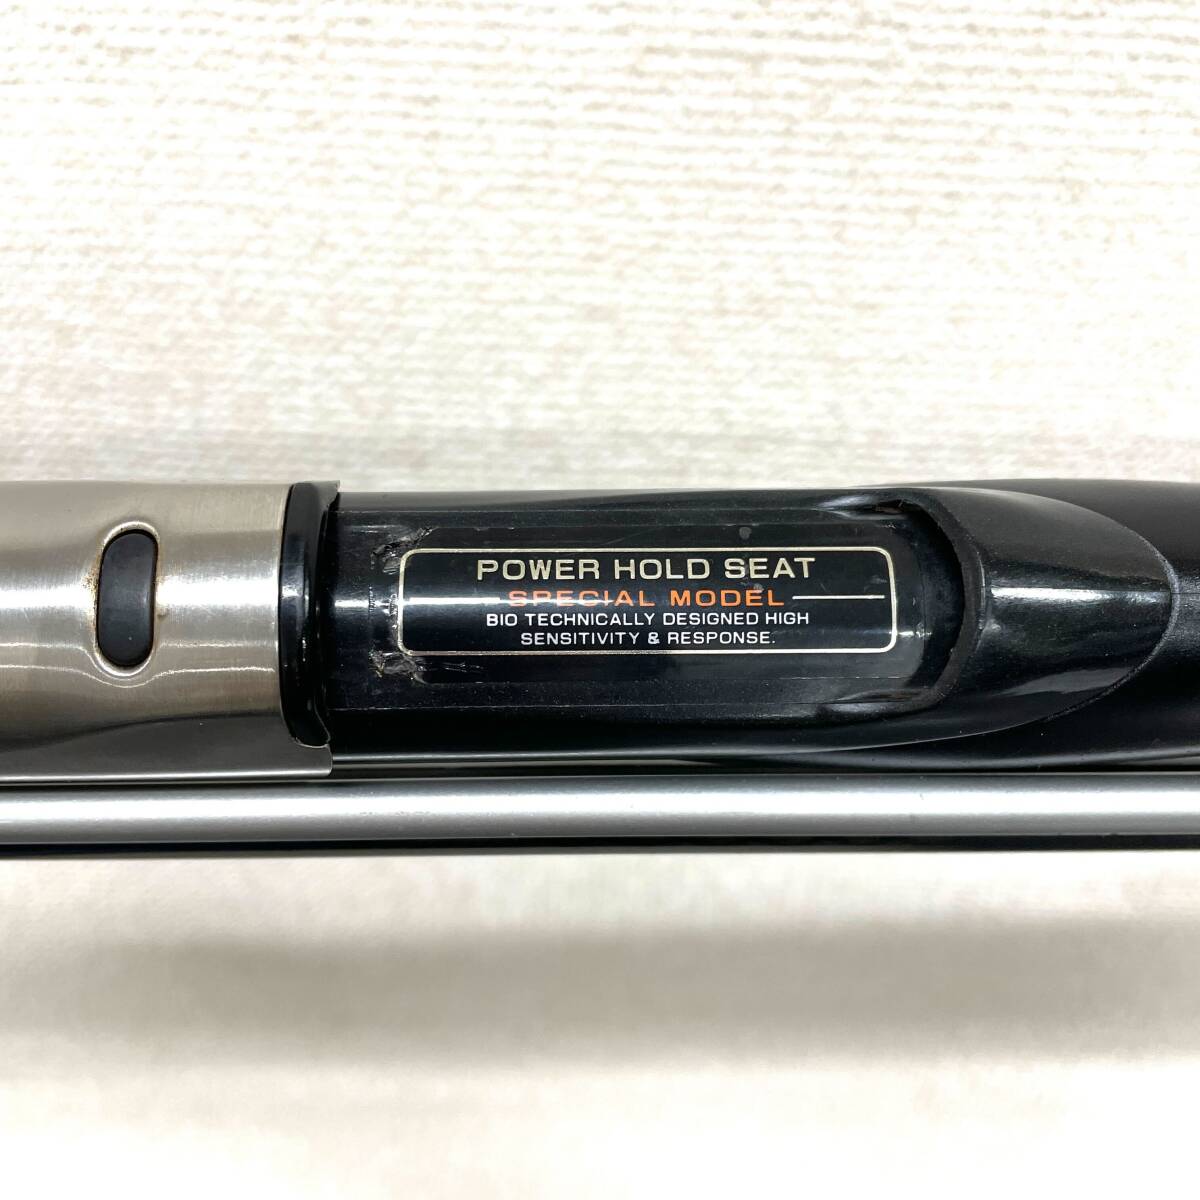 POWER HOLD SEAT
SPECIAL MODEL
BIO TECHNICALLY DESIGNED HIGH
SENSITIVITY & RESPONSE.